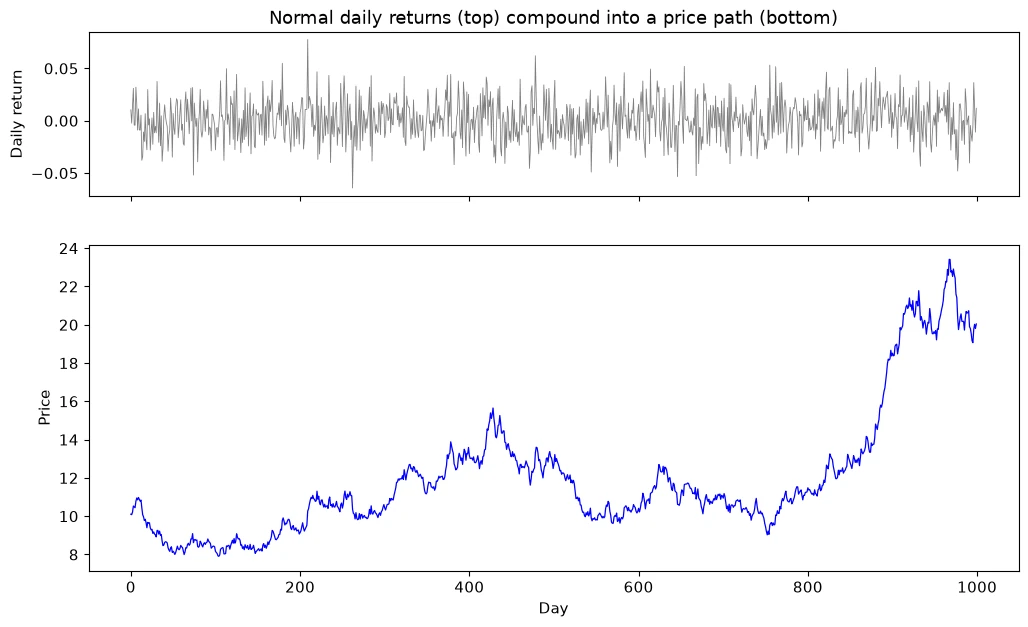 Normal daily returns (top) compound into a price path (bottom)
Daily return
0.05
0.00
−0.05
Price
24
22
20
18
16
14
12
10
8
0 200 400 600 800 1000
Day